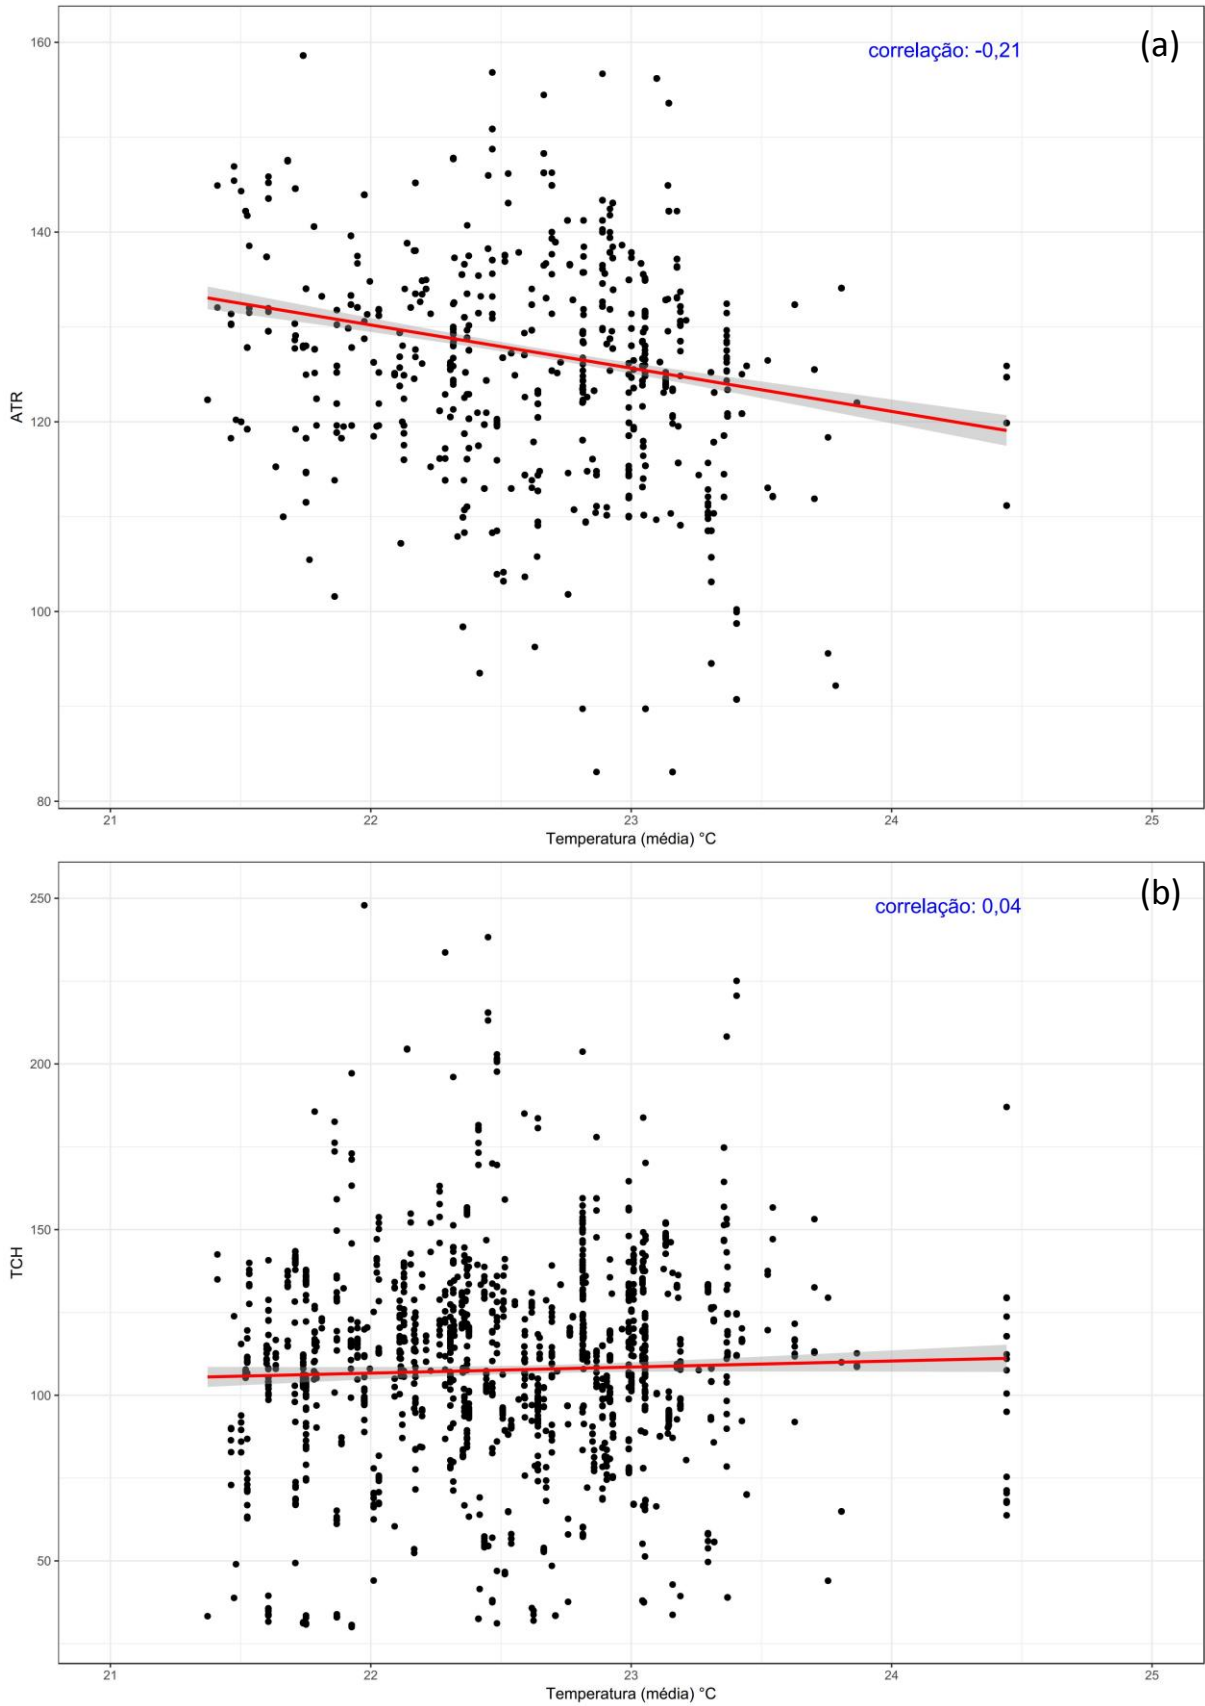 (a)
correlação: -0,21
160
140
120
100
80
ATR
21 22 23 24 25
Temperatura (média) °C
(b)
correlação: 0,04
250
200
150
100
50
TCH
21 22 23 24 25
Temperatura (média) °C